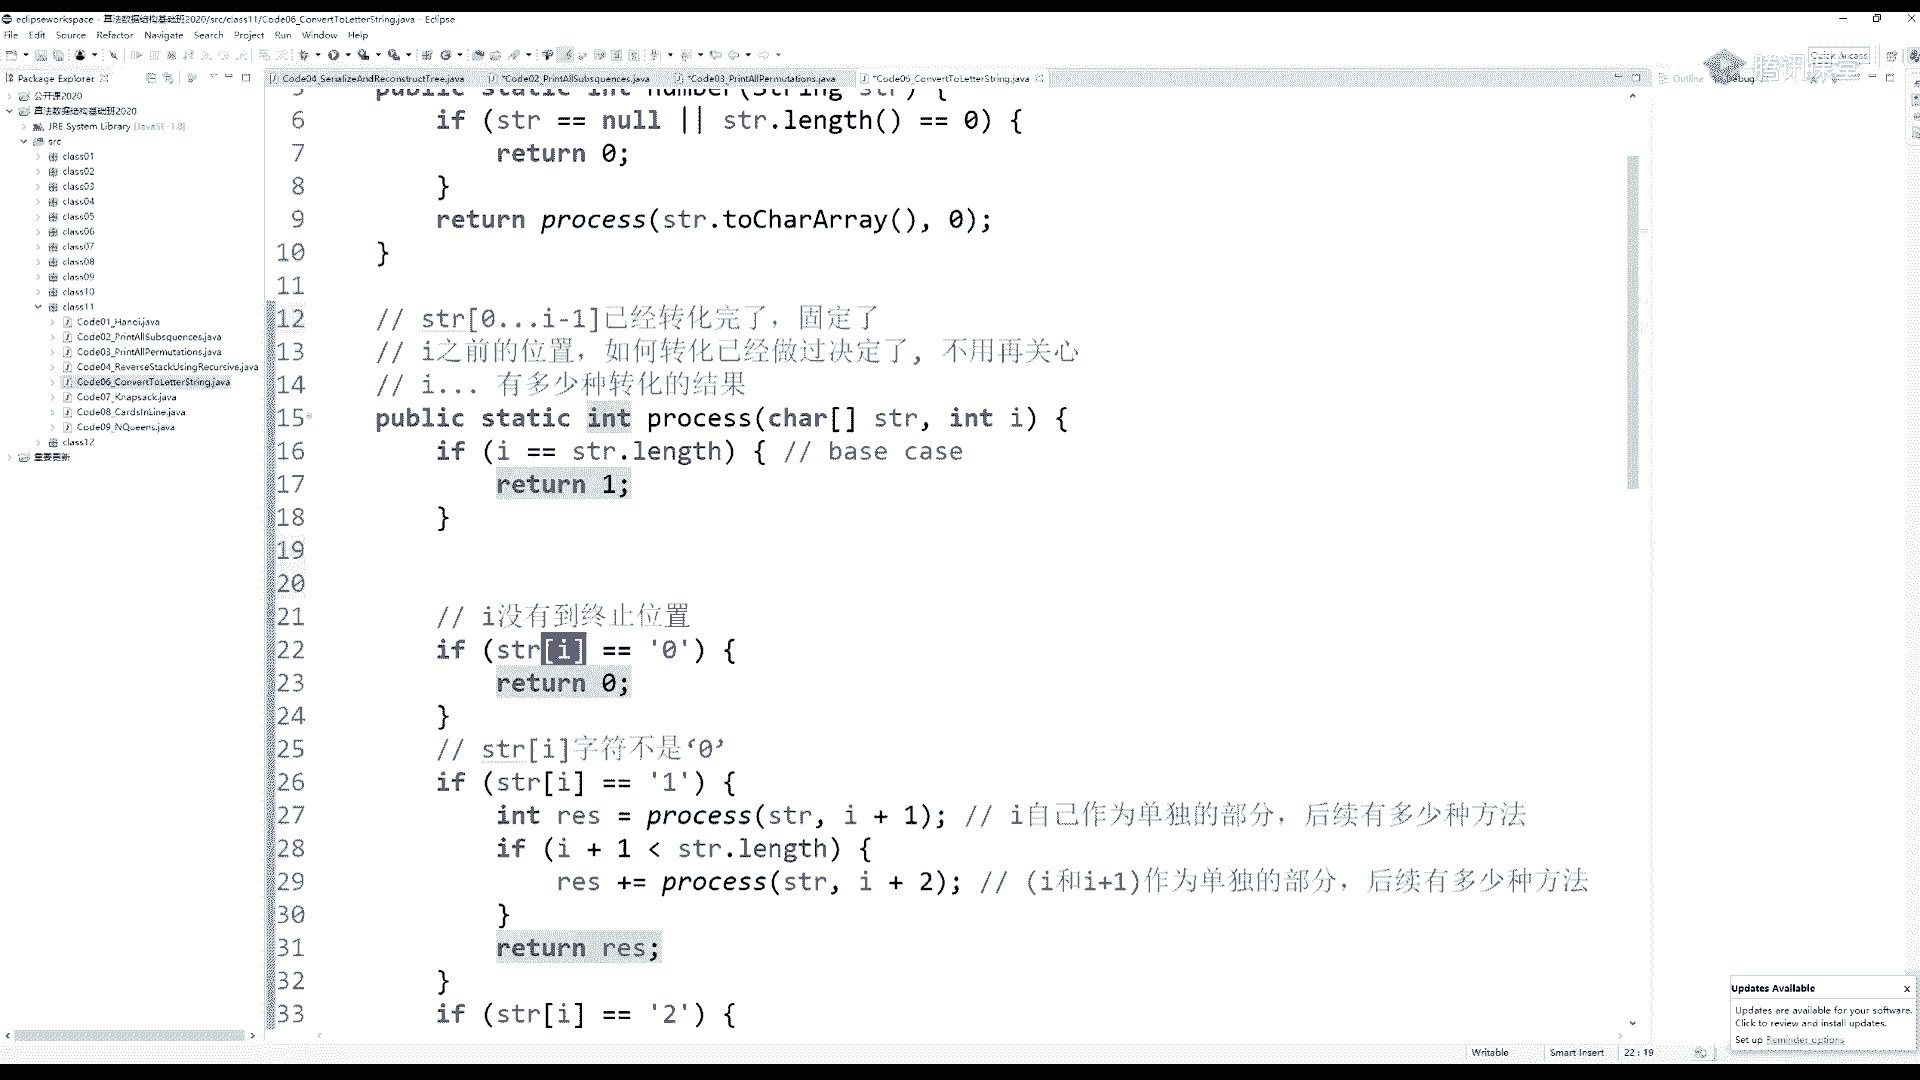 eclipseworkspace - 算法数据结构基础班2020/src/class11/Code06_ConvertToLetterString.java - Eclipse
File Edit Source Refactor Navigate Search Project Run Window Help
Quick Access
腾讯课堂
Package Explorer
Code04_SerializeAndReconstructTree.java
*Code02_PrintAllSubsquences.java
*Code03_PrintAllPermutations.java
*Code06_ConvertToLetterString.java
Outline
Debug
公开课2020
算法数据结构基础班2020
JRE System Library [JavaSE-1.8]
src
class01
class02
class03
class04
class05
class06
class07
class08
class09
class10
class11
Code01_Hanoi.java
Code02_PrintAllSubsquences.java
Code03_PrintAllPermutations.java
Code04_ReverseStackUsingRecursive.java
Code06_ConvertToLetterString.java
Code07_Knapsack.java
Code08_CardsInLine.java
Code09_NQueens.java
class12
重要更新
5 public static int number(String str) {
6 if (str == null || str.length() == 0) {
7 return 0;
8 }
9 return process(str.toCharArray(), 0);
10 }
11
12 // str[0...i-1]已经转化完了，固定了
13 // i之前的位置，如何转化已经做过决定了, 不用再关心
14 // i... 有多少种转化的结果
15 public static int process(char[] str, int i) {
16 if (i == str.length) { // base case
17 return 1;
18 }
19
20
21 // i没有到终止位置
22 if (str[i] == '0') {
23 return 0;
24 }
25 // str[i]字符不是‘0’
26 if (str[i] == '1') {
27 int res = process(str, i + 1); // i自己作为单独的部分，后续有多少种方法
28 if (i + 1 < str.length) {
29 res += process(str, i + 2); // (i和i+1)作为单独的部分，后续有多少种方法
30 }
31 return res;
32 }
33 if (str[i] == '2') {
Updates Available x
Updates are available for your software.
Click to review and install updates.
Set up Reminder options
Writable Smart Insert 22 : 19